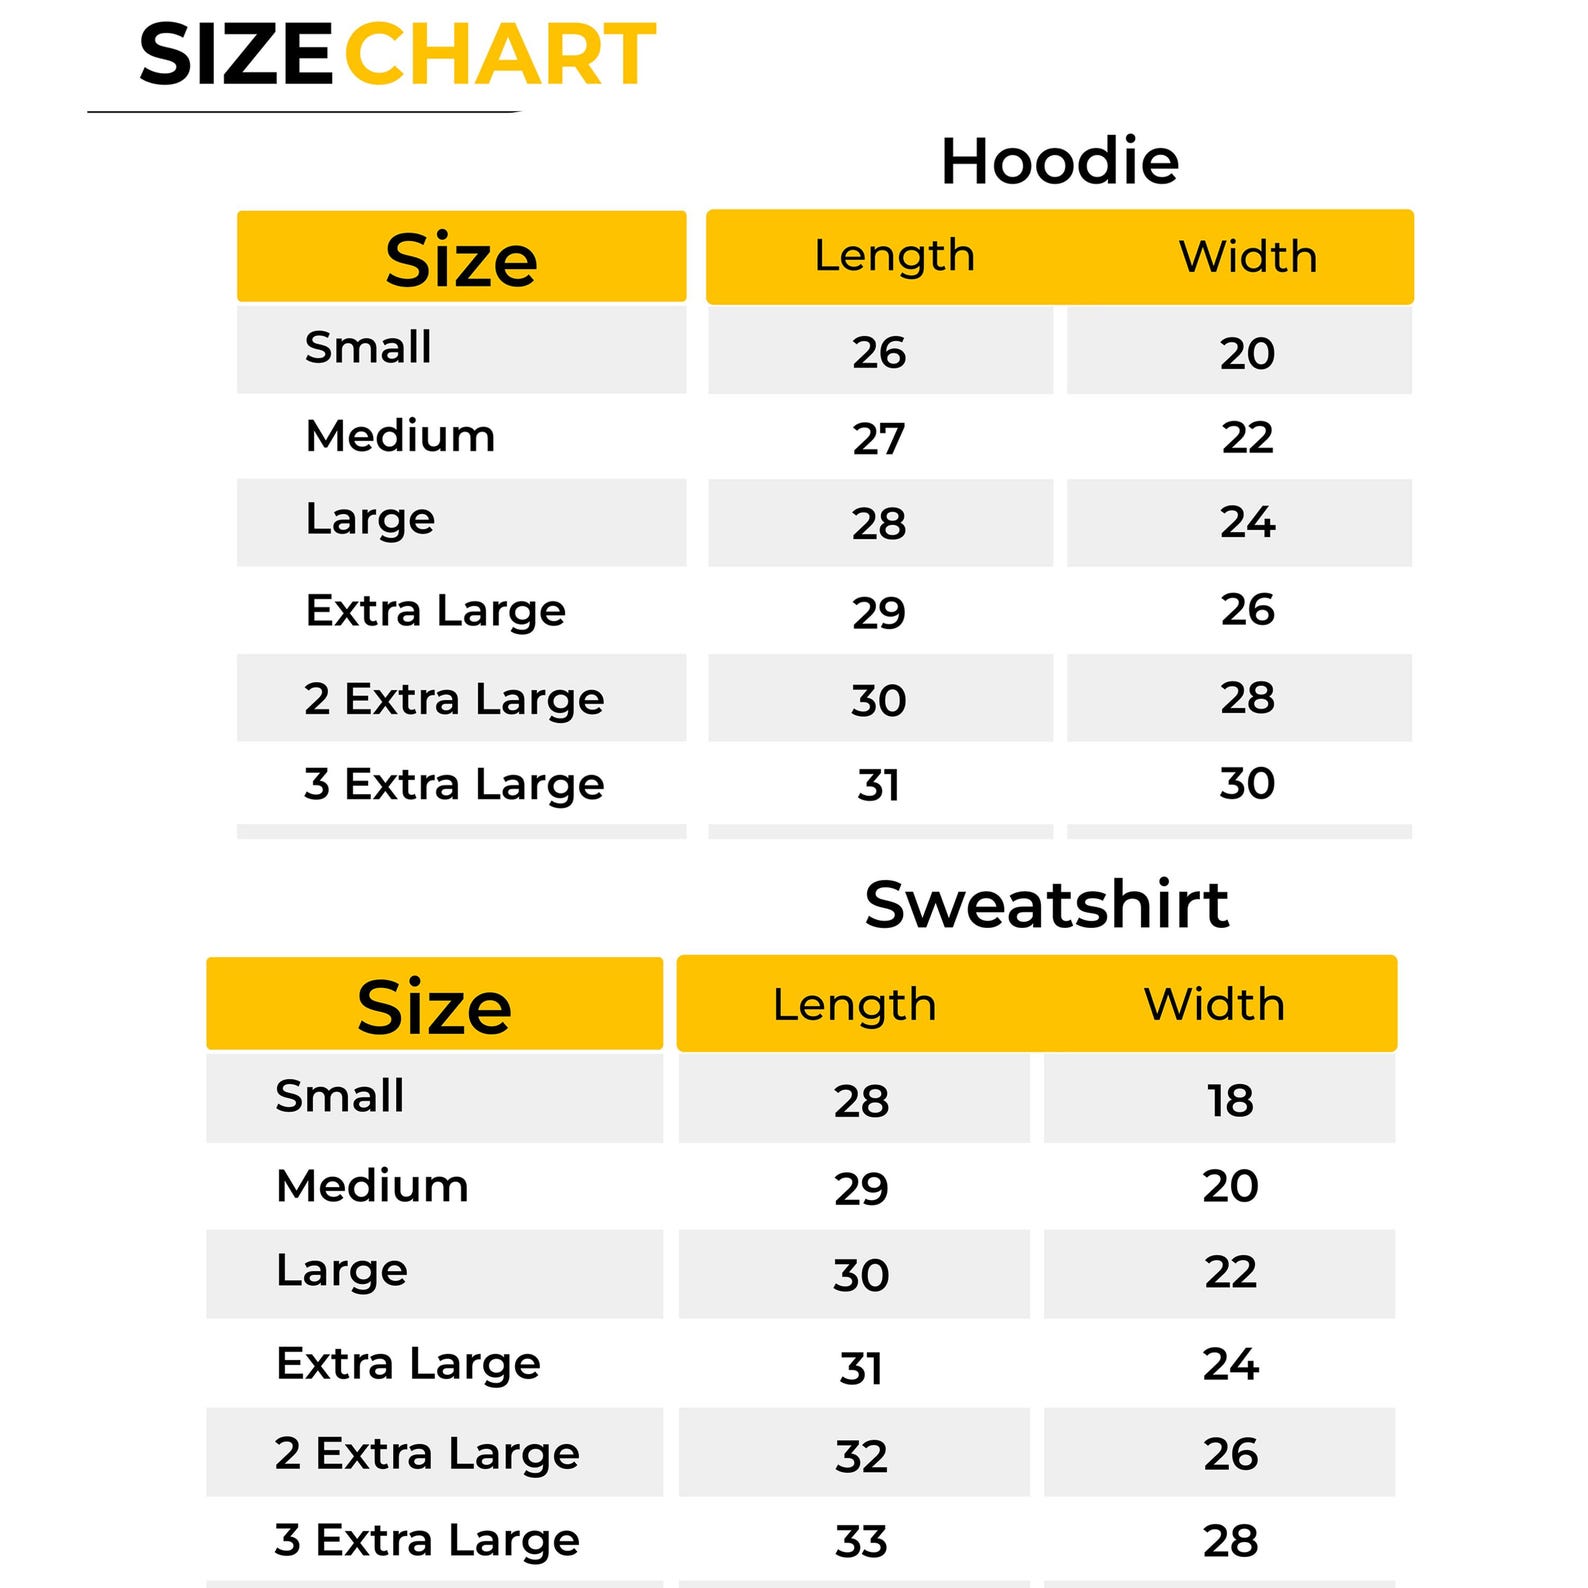 SIZE CHART
Hoodie
Size Length Width
Small 26 20
Medium 27 22
Large 28 24
Extra Large 29 26
2 Extra Large 30 28
3 Extra Large 31 30
Sweatshirt
Size Length Width
Small 28 18
Medium 29 20
Large 30 22
Extra Large 31 24
2 Extra Large 32 26
3 Extra Large 33 28